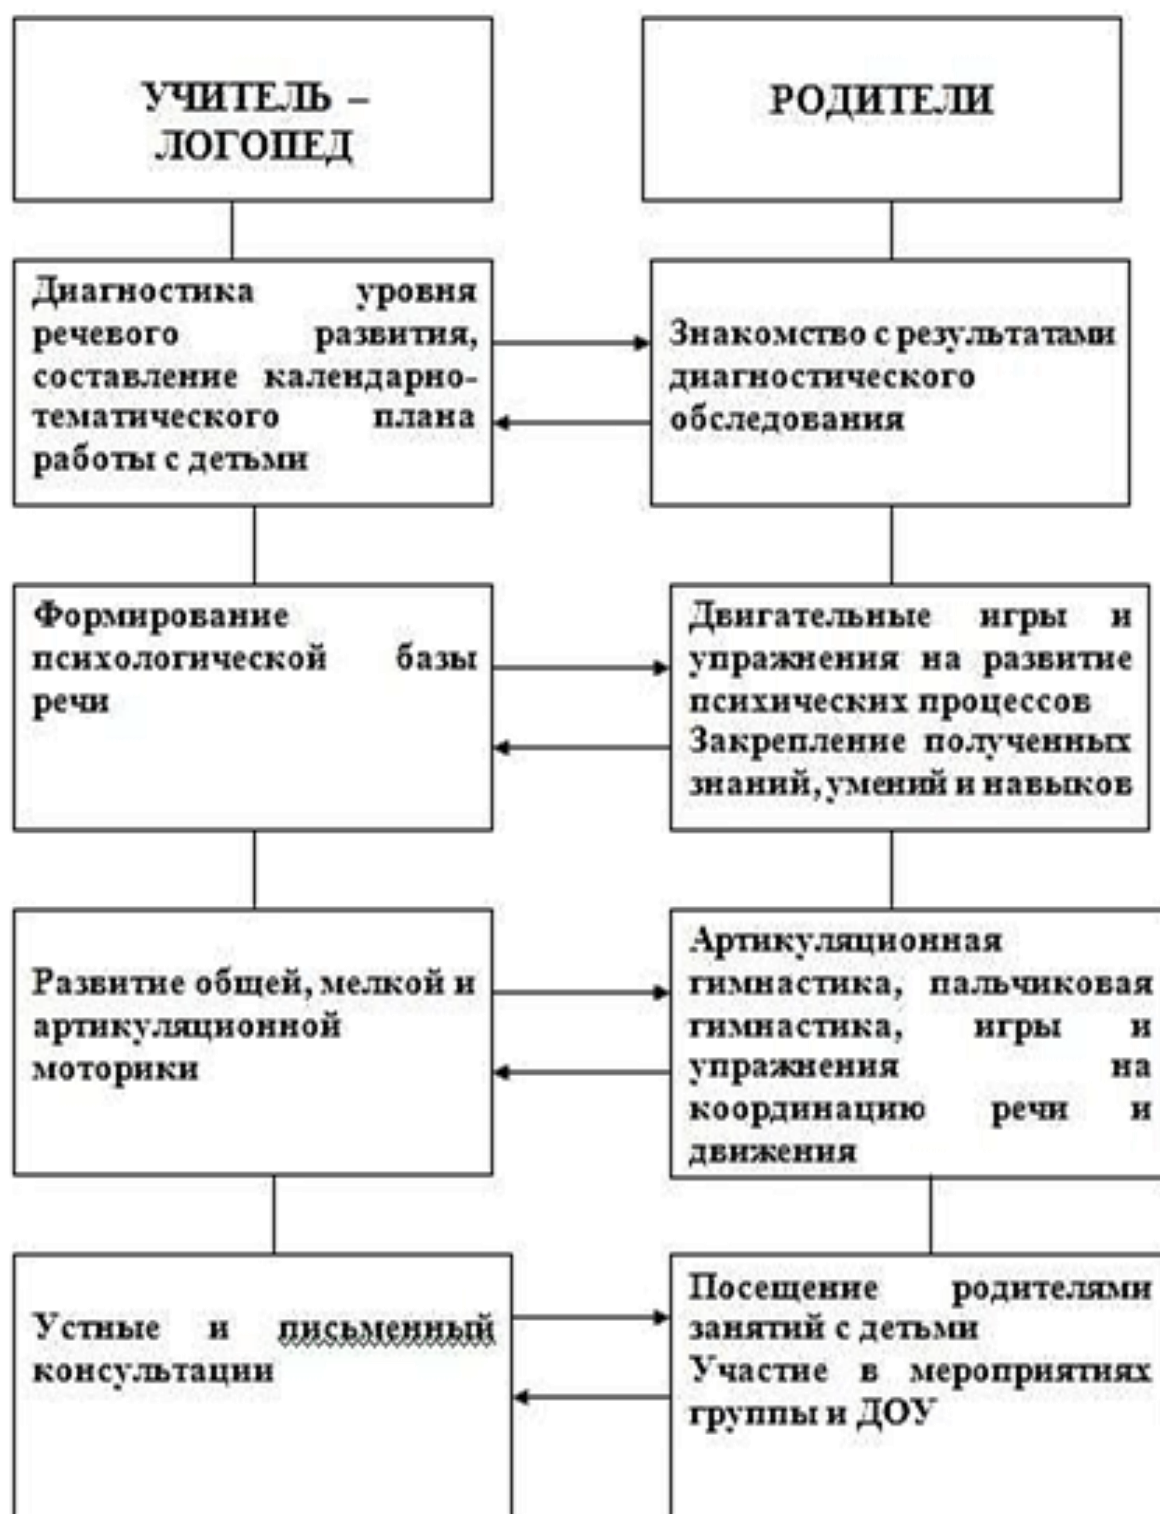 УЧИТЕЛЬ –
ЛОГОПЕД
РОДИТЕЛИ
Диагностика уровня
речевого развития,
составление календарно-
тематического плана
работы с детьми
Знакомство с результатами
диагностического
обследования
Формирование
психологической базы
речи
Двигательные игры и
упражнения на развитие
психических процессов
Закрепление полученных
знаний, умений и навыков
Развитие общей, мелкой и
артикуляционной
моторики
Артикуляционная
гимнастика, пальчиковая
гимнастика, игры и
упражнения на
координацию речи и
движения
Устные и письменный
консультации
Посещение родителями
занятий с детьми
Участие в мероприятиях
группы и ДОУ